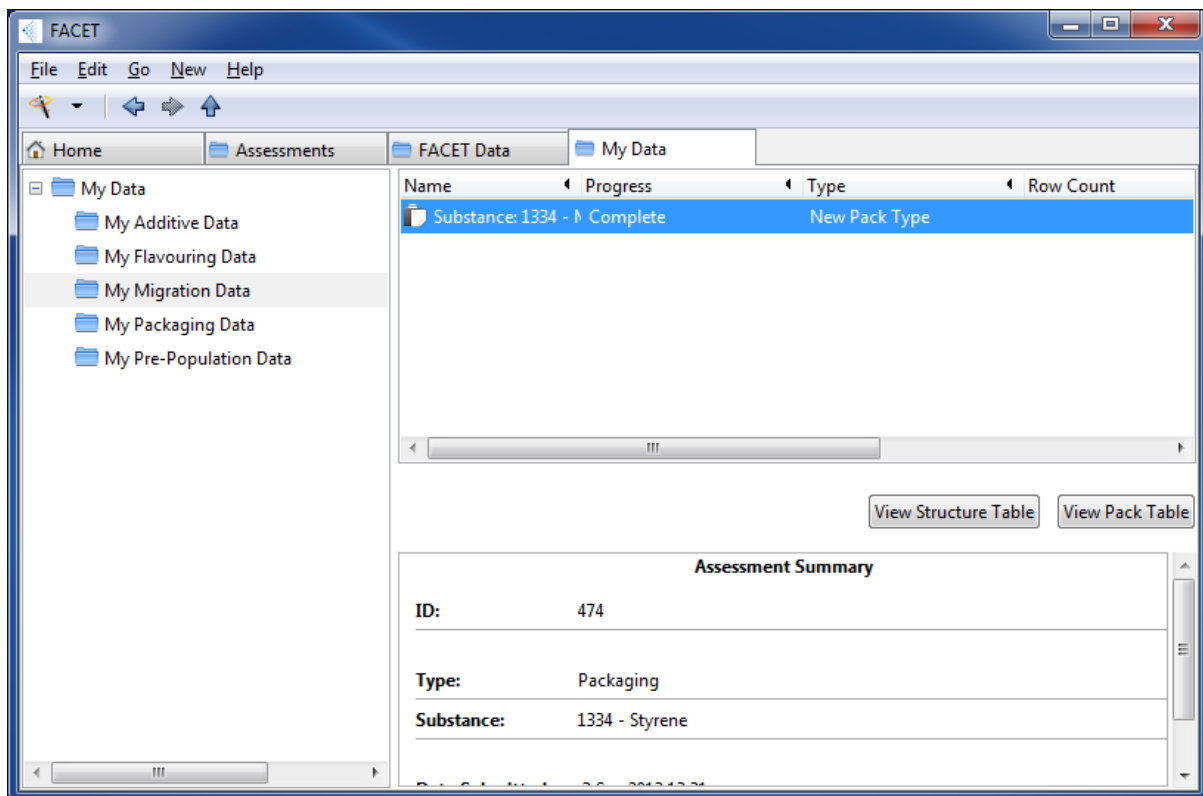 FACET
File Edit Go New Help
Home Assessments FACET Data My Data
My Data
My Additive Data
My Flavouring Data
My Migration Data
My Packaging Data
My Pre-Population Data
Name Progress Type Row Count
Substance: 1334 - Complete New Pack Type
View Structure Table View Pack Table
Assessment Summary
ID: 474
Type: Packaging
Substance: 1334 - Styrene